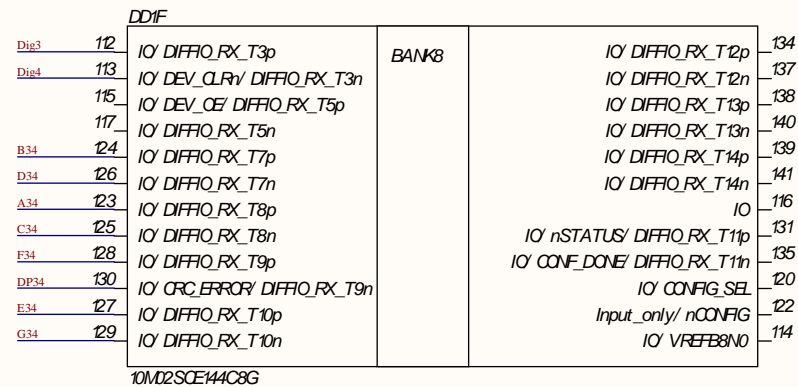 DD1F
Dig3 112 IO/ DIFFIO_RX_T3p BANK8 IO/ DIFFIO_RX_T12p 134
Dig4 113 IO/ DEV_CLRn/ DIFFIO_RX_T3n IO/ DIFFIO_RX_T12n 137
115 IO/ DEV_OE/ DIFFIO_RX_T5p IO/ DIFFIO_RX_T13p 138
117 IO/ DIFFIO_RX_T5n IO/ DIFFIO_RX_T13n 140
B34 124 IO/ DIFFIO_RX_T7p IO/ DIFFIO_RX_T14p 139
D34 126 IO/ DIFFIO_RX_T7n IO/ DIFFIO_RX_T14n 141
A34 123 IO/ DIFFIO_RX_T8p IO 116
C34 125 IO/ DIFFIO_RX_T8n IO/ nSTATUS/ DIFFIO_RX_T11p 131
F34 128 IO/ DIFFIO_RX_T9p IO/ CONF_DONE/ DIFFIO_RX_T11n 135
DP34 130 IO/ CRC_ERROR/ DIFFIO_RX_T9n IO/ CONFIG_SEL 120
E34 127 IO/ DIFFIO_RX_T10p Input_only/ nCONFIG 122
G34 129 IO/ DIFFIO_RX_T10n IO/ VREFB8N0 114
10M02SCE144C8G